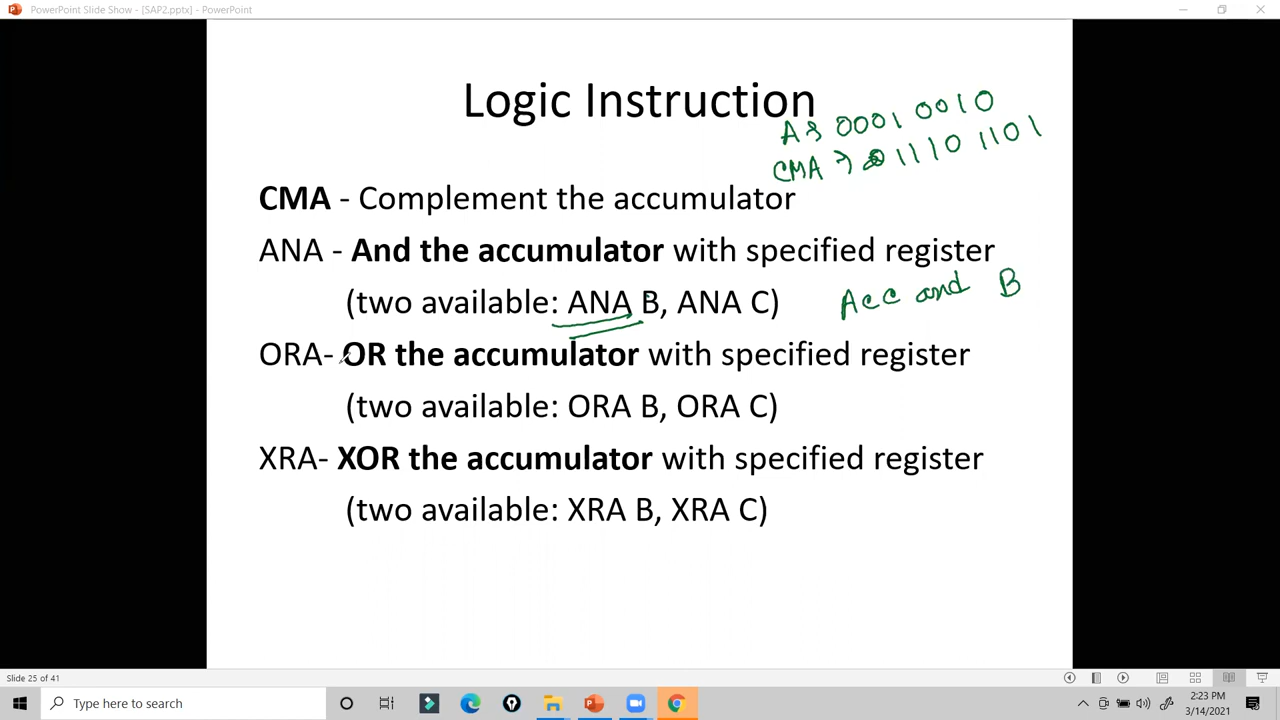 PowerPoint Slide Show - [SAP2.pptx] - PowerPoint
Logic Instruction
A 0001 0010
CMA 1110 1101
CMA - Complement the accumulator
ANA - And the accumulator with specified register
(two available: ANA B, ANA C)
Acc and B
ORA- OR the accumulator with specified register
(two available: ORA B, ORA C)
XRA- XOR the accumulator with specified register
(two available: XRA B, XRA C)
Slide 25 of 41
Type here to search
2:23 PM
3/14/2021